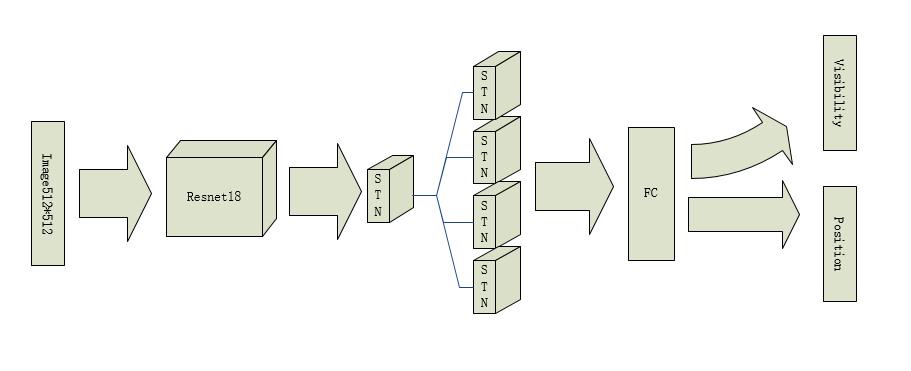 Image512*512
Resnet18
S
T
N
S
T
N
S
T
N
S
T
N
S
T
N
FC
Visibility
Position